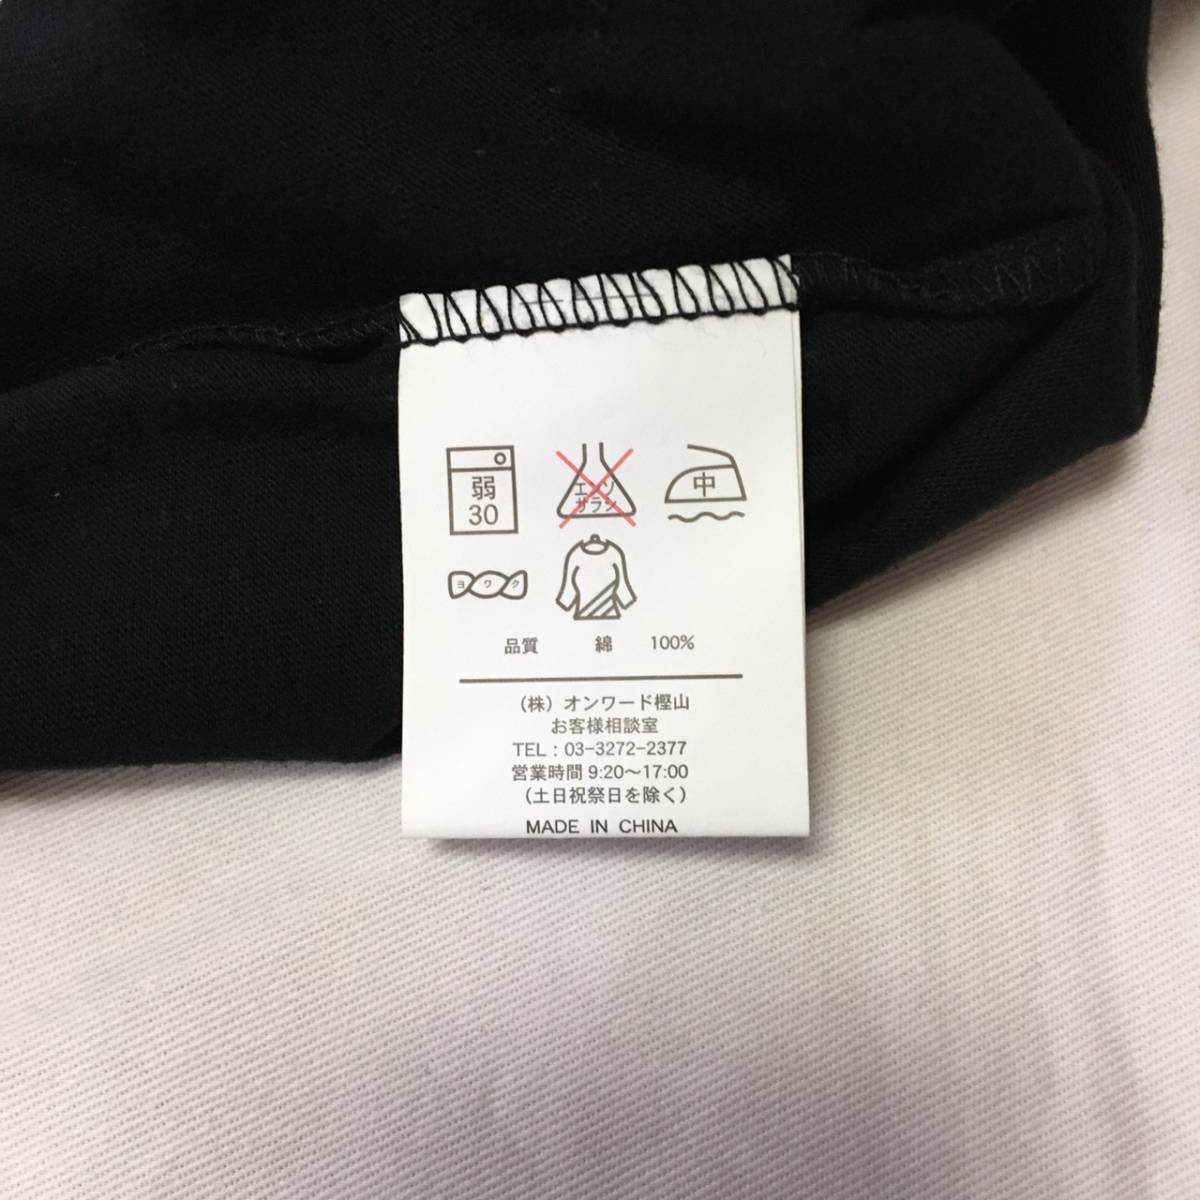 弱
30
エンソ
サラシ
中
ヨワク
品質 綿 100%
（株）オンワード樫山
お客様相談室
TEL : 03-3272-2377
営業時間 9:20〜17:00
（土日祝祭日を除く）
MADE IN CHINA